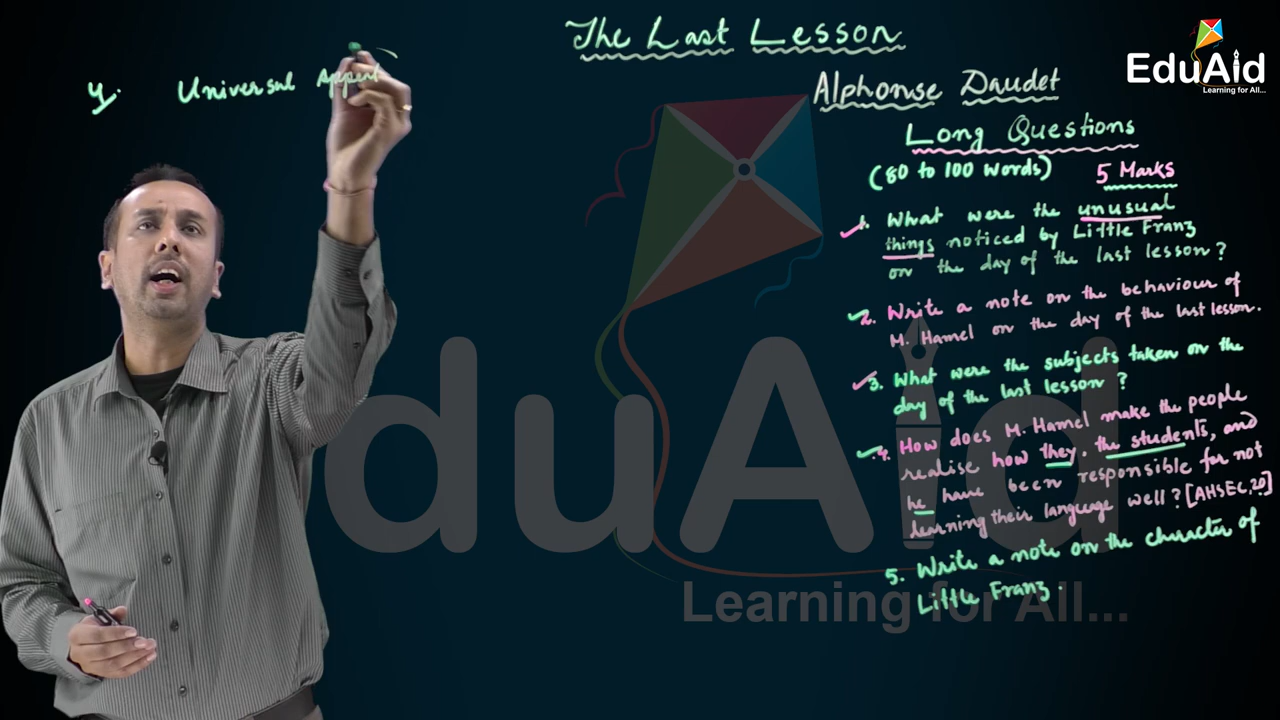 The Last Lesson
Alphonse Daudet
Long Questions
(80 to 100 words) 5 Marks
1. What were the unusual
things noticed by Little Franz
on the day of the last lesson?
2. Write a note on the behaviour of
M. Hamel on the day of the last lesson.
3. What were the subjects taken on the
day of the last lesson?
4. How does M. Hamel make the people
realise how they, the students, and
he have been responsible for not
learning their language well? [AHSEC, 20]
5. Write a note on the character of
Little Franz.
4. Universal Appeal
EduAid
Learning for All...
duAid
Learning for All...